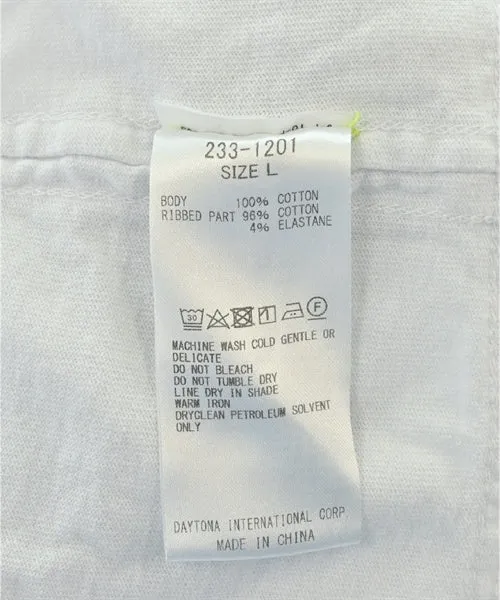 233-1201
SIZE L
BODY 100% COTTON
RIBBED PART 96% COTTON
4% ELASTANE
30
F
MACHINE WASH COLD GENTLE OR
DELICATE
DO NOT BLEACH
DO NOT TUMBLE DRY
LINE DRY IN SHADE
WARM IRON
DRYCLEAN PETROLEUM SOLVENT
ONLY
DAYTONA INTERNATIONAL CORP.
MADE IN CHINA